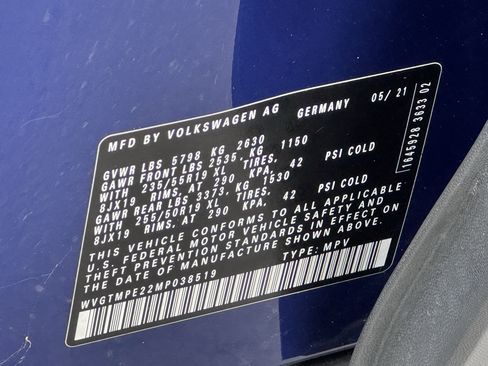 MFD BY VOLKSWAGEN AG GERMANY 05/21
GVWR LBS 5798 KG 2630
GAWR FRONT LBS 2535. KG 1150
WITH 235/55R19 XL TIRES.
8JX19 RIMS. AT 290 KPA. 42 PSI COLD
GAWR REAR LBS 3373. KG 1530
WITH 255/50R19 XL TIRES.
8JX19 RIMS. AT 290 KPA. 42 PSI COLD
THIS VEHICLE CONFORMS TO ALL APPLICABLE
U.S. FEDERAL MOTOR VEHICLE SAFETY AND
THEFT PREVENTION STANDARDS IN EFFECT ON
THE DATE OF MANUFACTURE SHOWN ABOVE.
WVGTMPE22MP038519 TYPE: MPV
1645928 3633 02